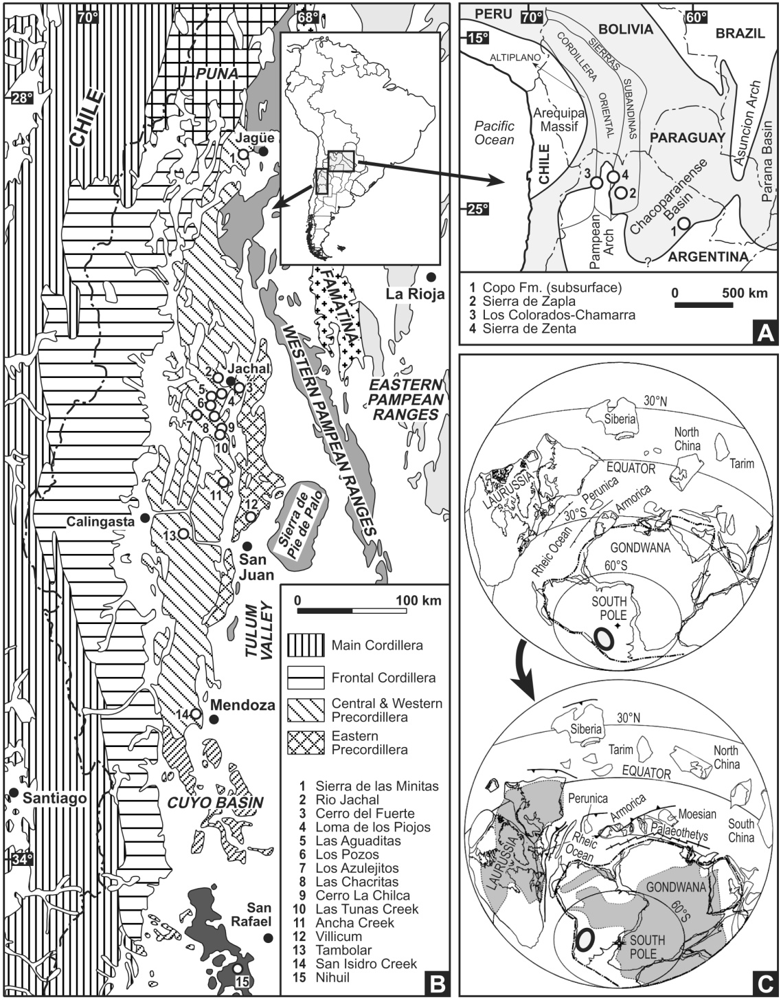 70°
68°
28°
34°
PUNA
CHILE
Jagüe
1
La Rioja
FAMATINA
WESTERN PAMPEAN RANGES
EASTERN
PAMPEAN
RANGES
2
Jachal
3
5
4
6
7
8
9
10
11
12
Calingasta
13
San
Juan
Sierra de
Pie de Palo
TULUM
VALLEY
14
Mendoza
Santiago
CUYO BASIN
San
Rafael
15
0 100 km
Main Cordillera
Frontal Cordillera
Central & Western
Precordillera
Eastern
Precordillera
1 Sierra de las Minitas
2 Rio Jachal
3 Cerro del Fuerte
4 Loma de los Piojos
5 Las Aguaditas
6 Los Pozos
7 Los Azulejitos
8 Las Chacritas
9 Cerro La Chilca
10 Las Tunas Creek
11 Ancha Creek
12 Villicum
13 Tambolar
14 San Isidro Creek
15 Nihuil
B
PERU
70°
60°
15°
25°
BOLIVIA
BRAZIL
ALTIPLANO
CORDILLERA
ORIENTAL
SIERRAS
SUBANDINAS
Arequipa
Massif
Pacific
Ocean
CHILE
PARAGUAY
Asuncion Arch
Parana Basin
3
4
2
Chacoparanense
Basin
1
Pampean
Arch
?
ARGENTINA
1 Copo Fm. (subsurface)
2 Sierra de Zapla
3 Los Colorados-Chamarra
4 Sierra de Zenta
0 500 km
A
30°N
Siberia
North
China
Tarim
EQUATOR
LAURUSSIA
Perunica
Armorica
30°S
Rheic Ocean
GONDWANA
60°S
SOUTH
POLE
Siberia
30°N
Tarim
North
China
EQUATOR
Perunica
Armorica
Moesian
Palaeothetys
South
China
Rheic
Ocean
LAURUSSIA
GONDWANA
60°S
SOUTH
POLE
C